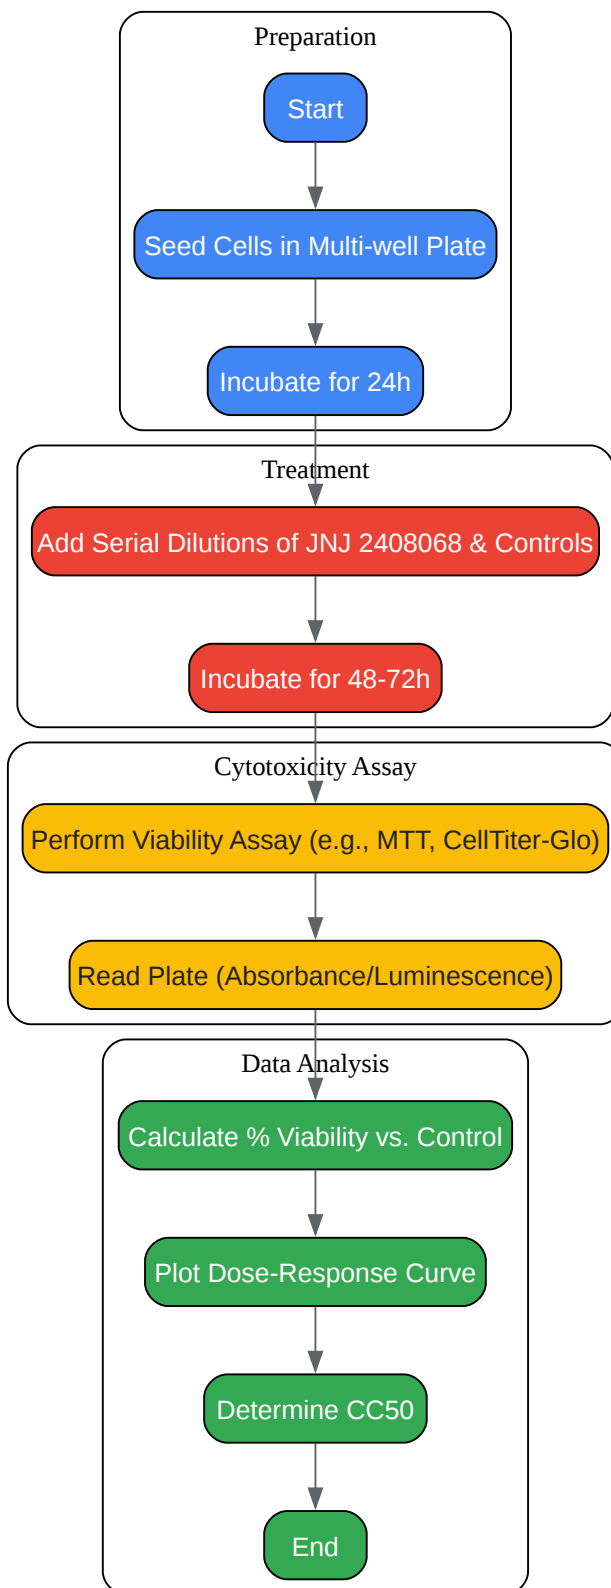 Preparation
Start
Seed Cells in Multi-well Plate
Incubate for 24h
Treatment
Add Serial Dilutions of JNJ 2408068 & Controls
Incubate for 48-72h
Cytotoxicity Assay
Perform Viability Assay (e.g., MTT, CellTiter-Glo)
Read Plate (Absorbance/Luminescence)
Data Analysis
Calculate % Viability vs. Control
Plot Dose-Response Curve
Determine CC50
End